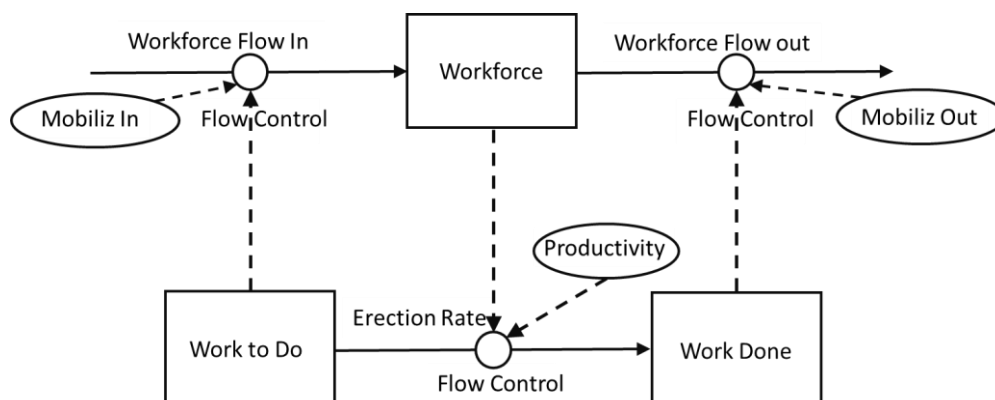 Workforce Flow In
Workforce
Workforce Flow out
Mobiliz In
Flow Control
Flow Control
Mobiliz Out
Productivity
Erection Rate
Work to Do
Work Done
Flow Control